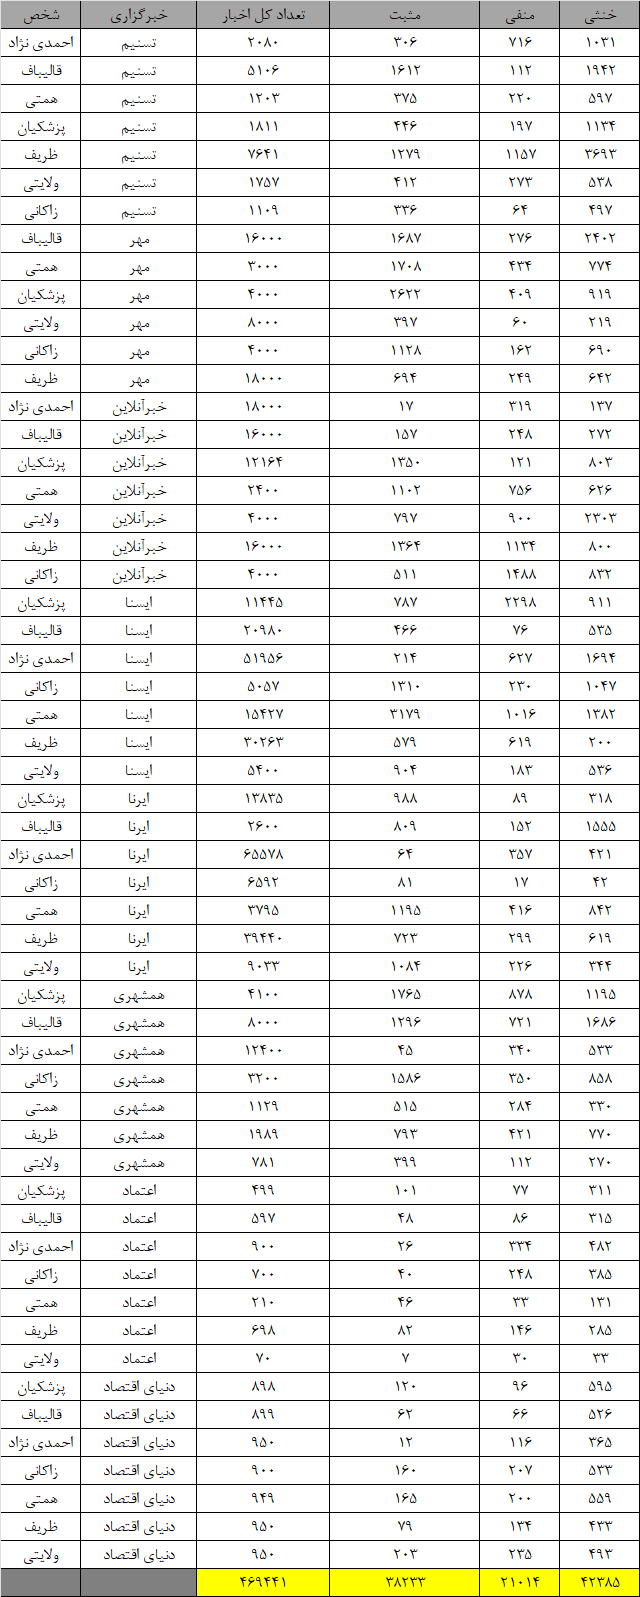 شخص خبرگزاری تعداد کل اخبار مثبت منفی خنثی
احمدی نژاد تسنیم ۲۰۸۰ ۳۰۶ ۷۱۶ ۱۰۳۱
قالیباف تسنیم ۵۱۰۶ ۱۶۱۲ ۱۱۲ ۱۹۴۲
همتی تسنیم ۱۲۰۳ ۳۷۵ ۲۲۰ ۵۹۷
پزشکیان تسنیم ۱۸۱۱ ۴۴۶ ۱۹۷ ۱۱۳۴
ظریف تسنیم ۷۶۴۱ ۱۲۷۹ ۱۱۵۷ ۳۶۹۳
ولایتی تسنیم ۱۷۵۷ ۴۱۲ ۲۷۳ ۵۳۸
زاکانی تسنیم ۱۱۰۹ ۳۳۶ ۶۴ ۴۹۷
قالیباف مهر ۱۶۰۰۰ ۱۶۸۷ ۲۷۶ ۲۴۰۲
همتی مهر ۳۰۰۰ ۱۷۰۸ ۴۳۴ ۷۷۴
پزشکیان مهر ۴۰۰۰ ۲۶۲۲ ۴۰۹ ۹۱۹
ولایتی مهر ۸۰۰۰ ۳۹۷ ۶۰ ۲۱۹
زاکانی مهر ۴۰۰۰ ۱۱۲۸ ۱۶۲ ۶۹۰
ظریف مهر ۱۸۰۰۰ ۶۹۴ ۲۴۹ ۶۴۲
احمدی نژاد خبرآنلاین ۱۸۰۰۰ ۱۷ ۳۱۹ ۱۳۷
قالیباف خبرآنلاین ۱۶۰۰۰ ۱۵۷ ۲۴۸ ۲۷۲
پزشکیان خبرآنلاین ۱۲۱۶۴ ۱۳۵۰ ۱۲۱ ۸۰۳
همتی خبرآنلاین ۲۴۰۰ ۱۱۰۲ ۷۵۶ ۶۲۶
ولایتی خبرآنلاین ۴۰۰۰ ۷۹۷ ۹۰۰ ۲۳۰۳
ظریف خبرآنلاین ۱۶۰۰۰ ۱۳۶۴ ۱۱۳۴ ۸۰۰
زاکانی خبرآنلاین ۴۰۰۰ ۵۱۱ ۱۴۸۸ ۸۳۲
پزشکیان ایسنا ۱۱۴۴۵ ۷۸۷ ۲۲۹۸ ۹۱۱
قالیباف ایسنا ۲۰۹۸۰ ۴۶۶ ۷۶ ۵۳۵
احمدی نژاد ایسنا ۵۱۹۵۶ ۲۱۴ ۶۲۷ ۱۶۹۴
زاکانی ایسنا ۵۰۵۷ ۱۳۱۰ ۲۳۰ ۱۰۴۷
همتی ایسنا ۱۵۴۲۷ ۳۱۷۹ ۱۰۱۶ ۱۳۸۲
ظریف ایسنا ۳۰۲۶۳ ۵۷۹ ۶۱۹ ۲۰۰
ولایتی ایسنا ۵۴۰۰ ۹۰۴ ۱۸۳ ۵۳۶
پزشکیان ایرنا ۱۳۸۳۵ ۹۸۸ ۸۹ ۳۱۸
قالیباف ایرنا ۲۶۰۰ ۸۰۹ ۱۵۲ ۱۵۵۵
احمدی نژاد ایرنا ۶۵۵۷۸ ۶۴ ۳۵۷ ۴۲۱
زاکانی ایرنا ۶۵۹۲ ۸۱ ۱۷ ۴۲
همتی ایرنا ۳۷۹۵ ۱۱۹۵ ۴۱۶ ۸۴۲
ظریف ایرنا ۳۹۴۴۰ ۷۲۳ ۲۹۹ ۶۱۹
ولایتی ایرنا ۹۰۳۳ ۱۰۸۴ ۲۲۶ ۳۴۴
پزشکیان همشهری ۴۱۰۰ ۱۷۶۵ ۸۷۸ ۱۱۹۵
قالیباف همشهری ۸۰۰۰ ۱۲۹۶ ۷۲۱ ۱۶۸۶
احمدی نژاد همشهری ۱۲۴۰۰ ۴۵ ۳۴۰ ۵۳۳
زاکانی همشهری ۳۲۰۰ ۱۵۸۶ ۳۵۰ ۸۵۸
همتی همشهری ۱۱۲۹ ۵۱۵ ۲۸۴ ۳۳۰
ظریف همشهری ۱۹۸۹ ۷۹۳ ۴۲۱ ۷۷۰
ولایتی همشهری ۷۸۱ ۳۹۹ ۱۱۲ ۲۷۰
پزشکیان اعتماد ۴۹۹ ۱۰۱ ۷۷ ۳۱۱
قالیباف اعتماد ۵۹۷ ۴۸ ۸۶ ۳۱۵
احمدی نژاد اعتماد ۹۰۰ ۲۶ ۳۳۴ ۴۸۲
زاکانی اعتماد ۷۰۰ ۴۰ ۲۴۸ ۳۸۵
همتی اعتماد ۲۱۰ ۴۶ ۳۳ ۱۳۱
ظریف اعتماد ۶۹۸ ۸۲ ۱۴۶ ۲۸۵
ولایتی اعتماد ۷۰ ۷ ۳۰ ۳۳
پزشکیان دنیای اقتصاد ۸۹۸ ۱۲۰ ۹۶ ۵۹۵
قالیباف دنیای اقتصاد ۸۹۹ ۶۲ ۶۶ ۵۲۶
احمدی نژاد دنیای اقتصاد ۹۵۰ ۱۲ ۱۱۶ ۳۶۵
زاکانی دنیای اقتصاد ۹۰۰ ۱۶۰ ۲۰۷ ۵۳۳
همتی دنیای اقتصاد ۹۴۹ ۱۶۵ ۲۰۰ ۵۵۹
ظریف دنیای اقتصاد ۹۵۰ ۷۹ ۱۳۴ ۴۳۳
ولایتی دنیای اقتصاد ۹۵۰ ۲۰۳ ۲۳۵ ۴۹۳
۴۶۹۴۴۱ ۳۸۲۳۳ ۲۱۰۱۴ ۴۲۳۸۵